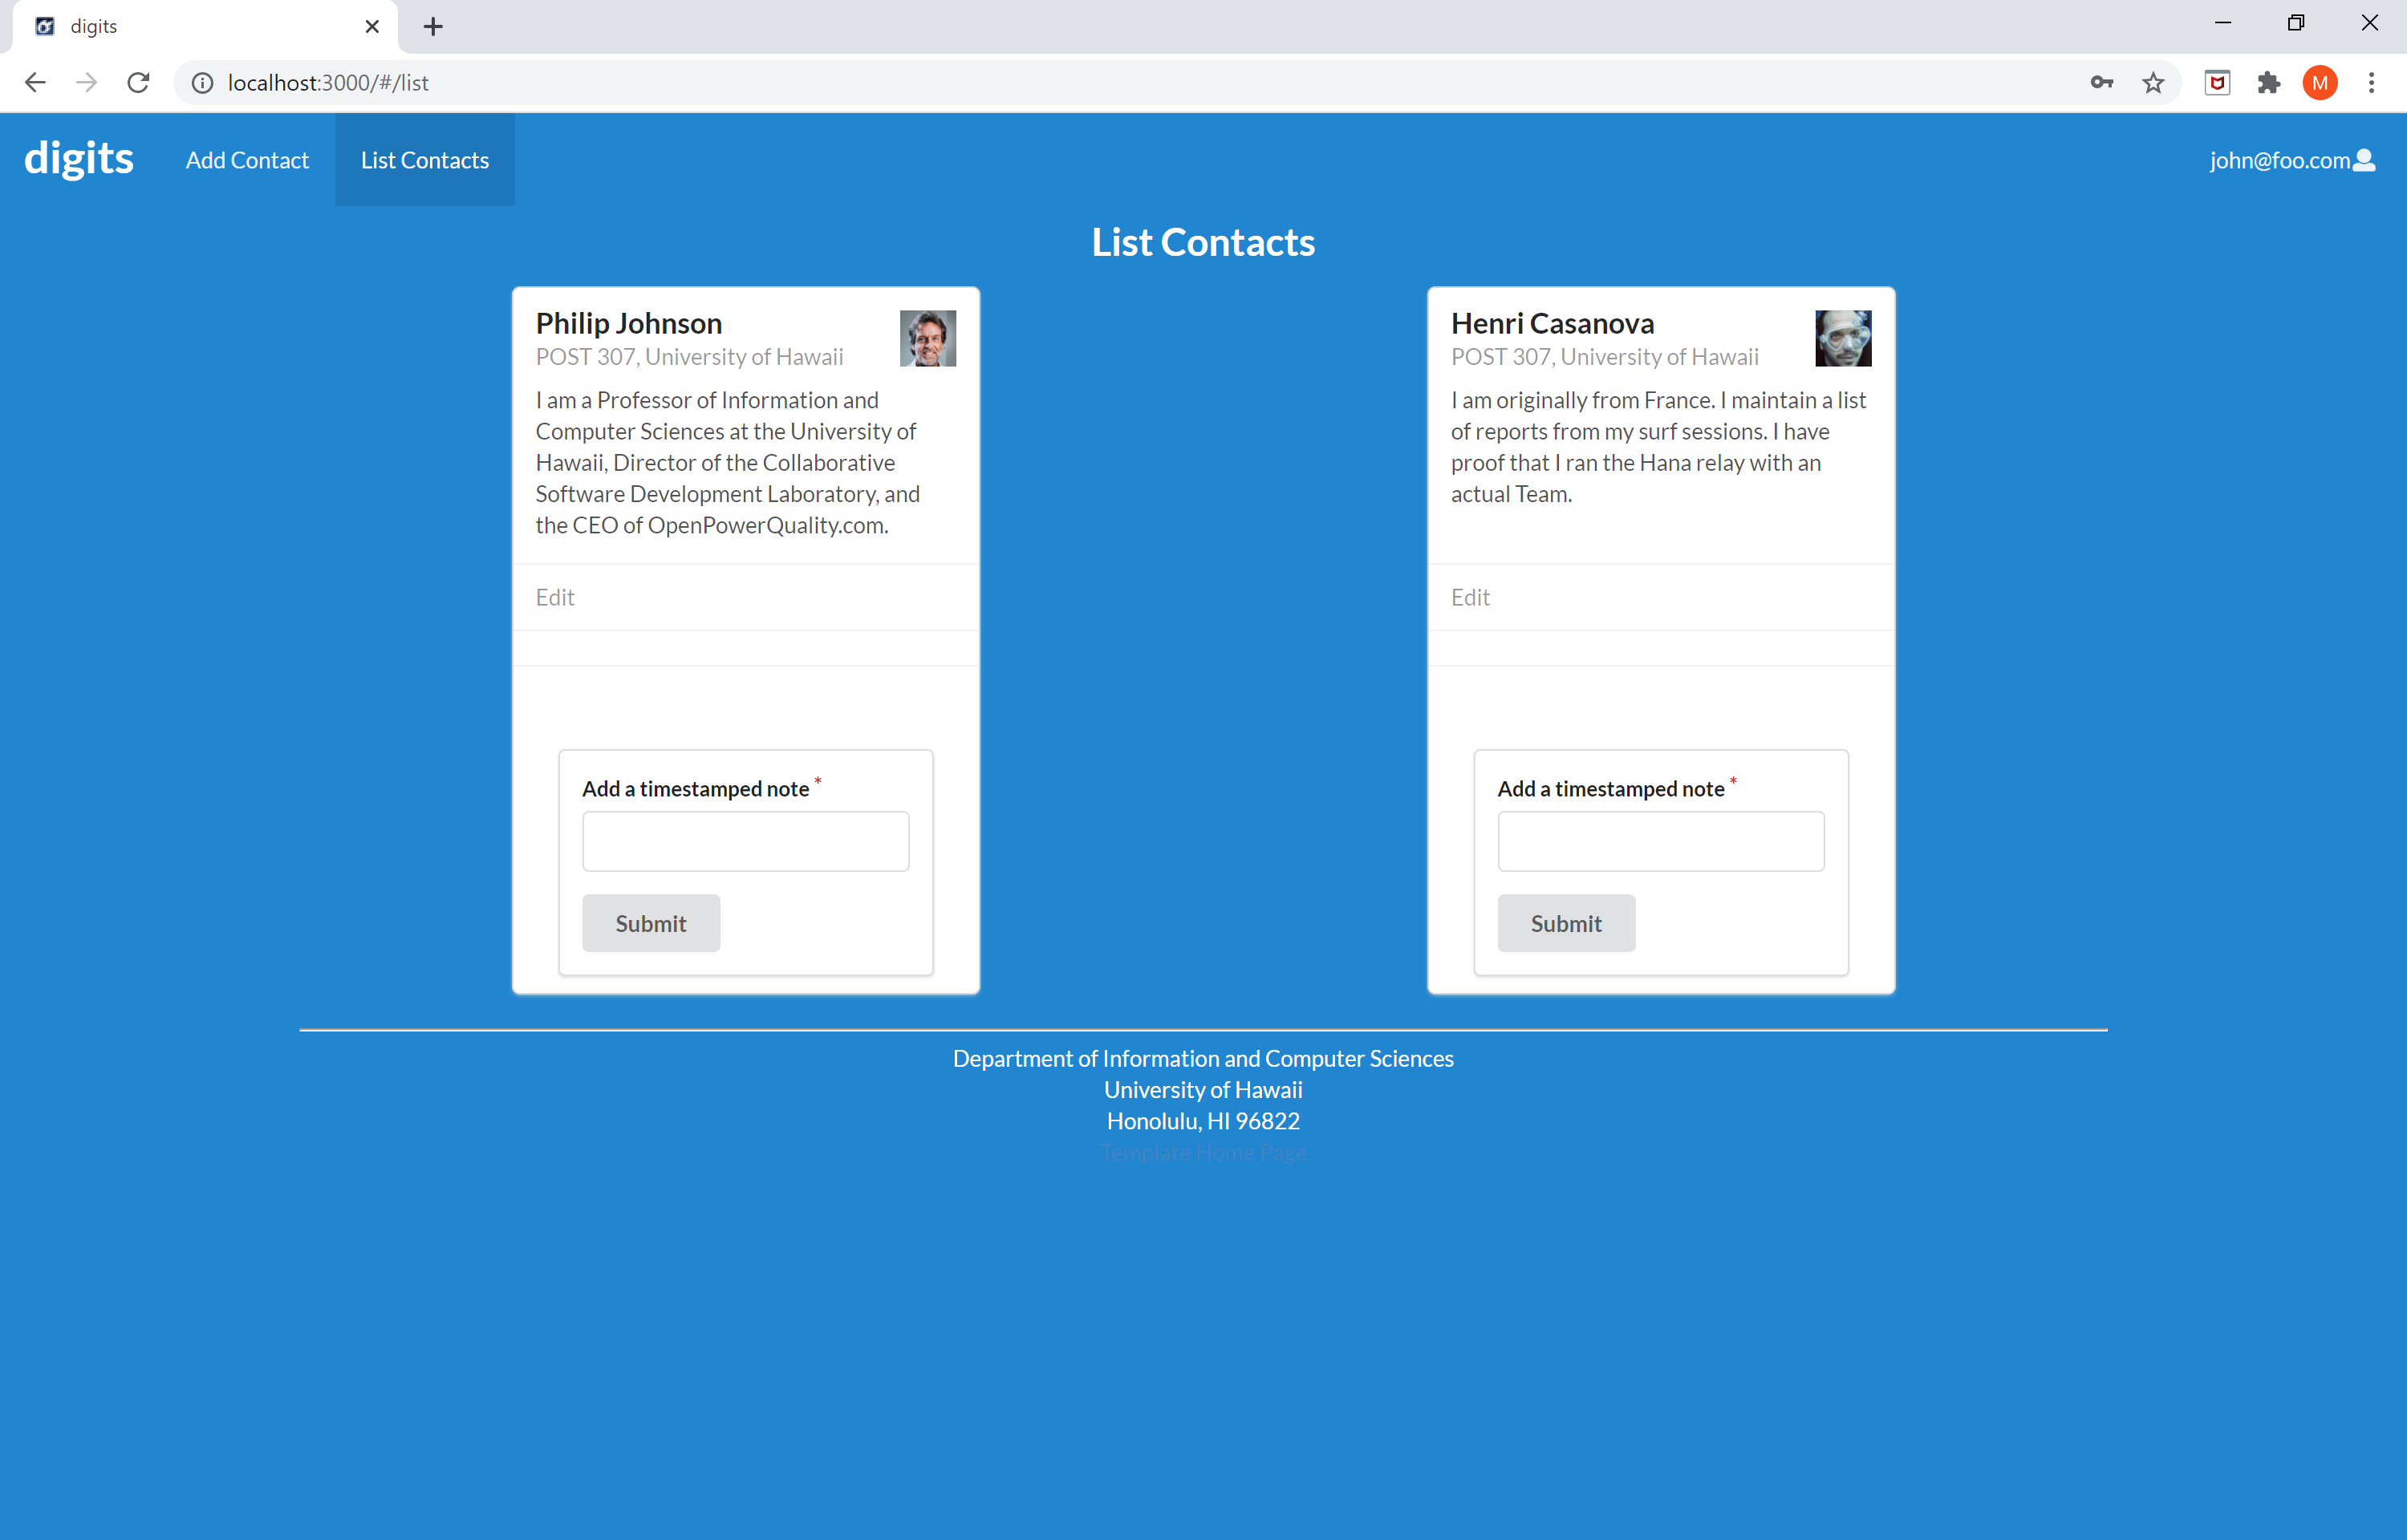 digits
localhost:3000/#/list
M
digits
Add Contact
List Contacts
john@foo.com
List Contacts
Philip Johnson
POST 307, University of Hawaii
I am a Professor of Information and
Computer Sciences at the University of
Hawaii, Director of the Collaborative
Software Development Laboratory, and
the CEO of OpenPowerQuality.com.
Edit
Add a timestamped note *
Submit
Henri Casanova
POST 307, University of Hawaii
I am originally from France. I maintain a list
of reports from my surf sessions. I have
proof that I ran the Hana relay with an
actual Team.
Edit
Add a timestamped note *
Submit
Department of Information and Computer Sciences
University of Hawaii
Honolulu, HI 96822
Template Home Page